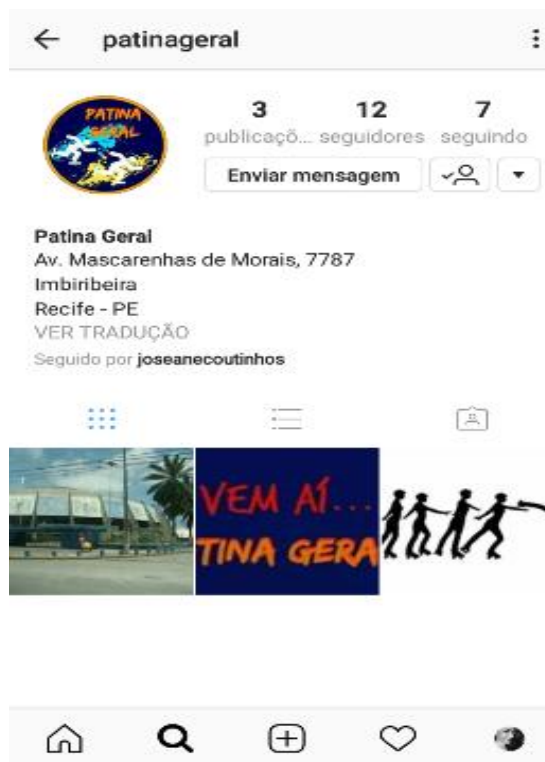 patinageral
PATINA
GERAL
3 12 7
publicaçõ... seguidores seguindo
Enviar mensagem
Patina Geral
Av. Mascarenhas de Morais, 7787
Imbiribeira
Recife - PE
VER TRADUÇÃO
Seguido por joseanecoutinhos
VEM AÍ...
TINA GERA